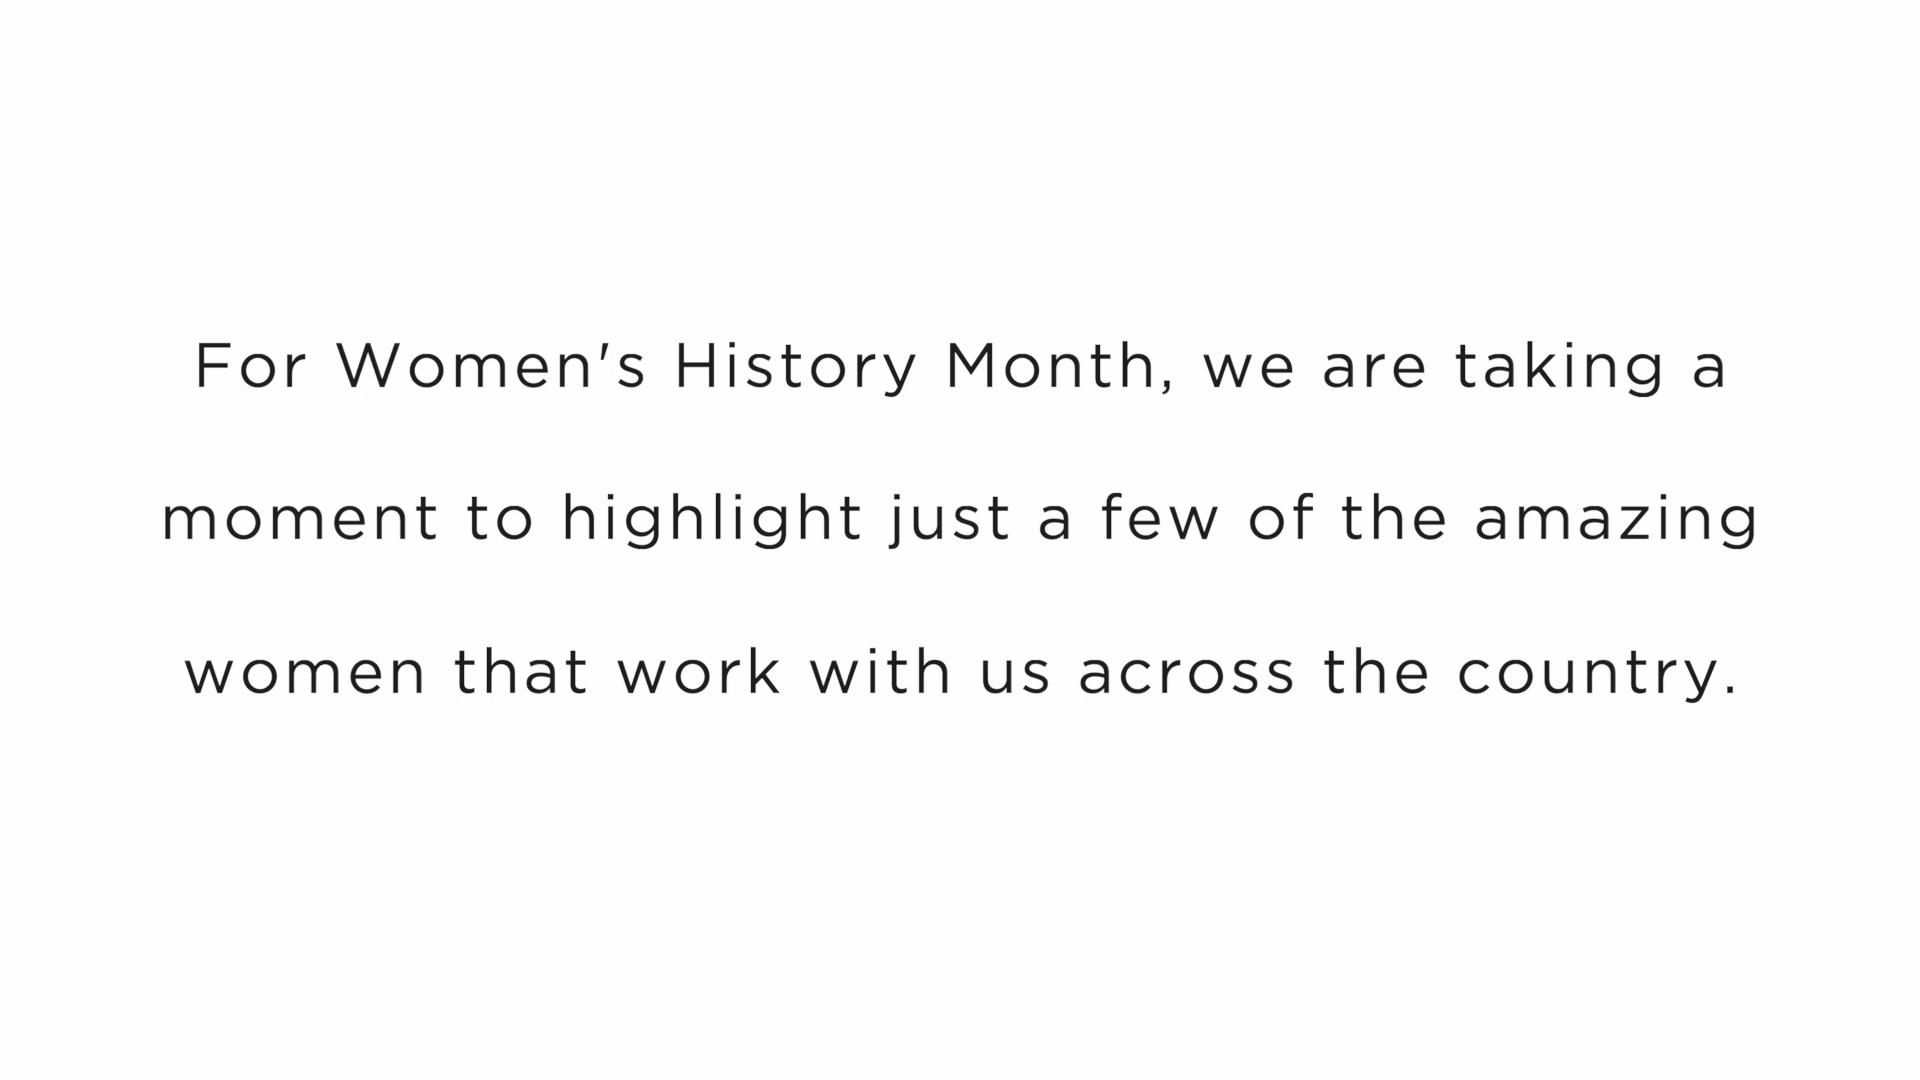 For Women's History Month, we are taking a
moment to highlight just a few of the amazing
women that work with us across the country.